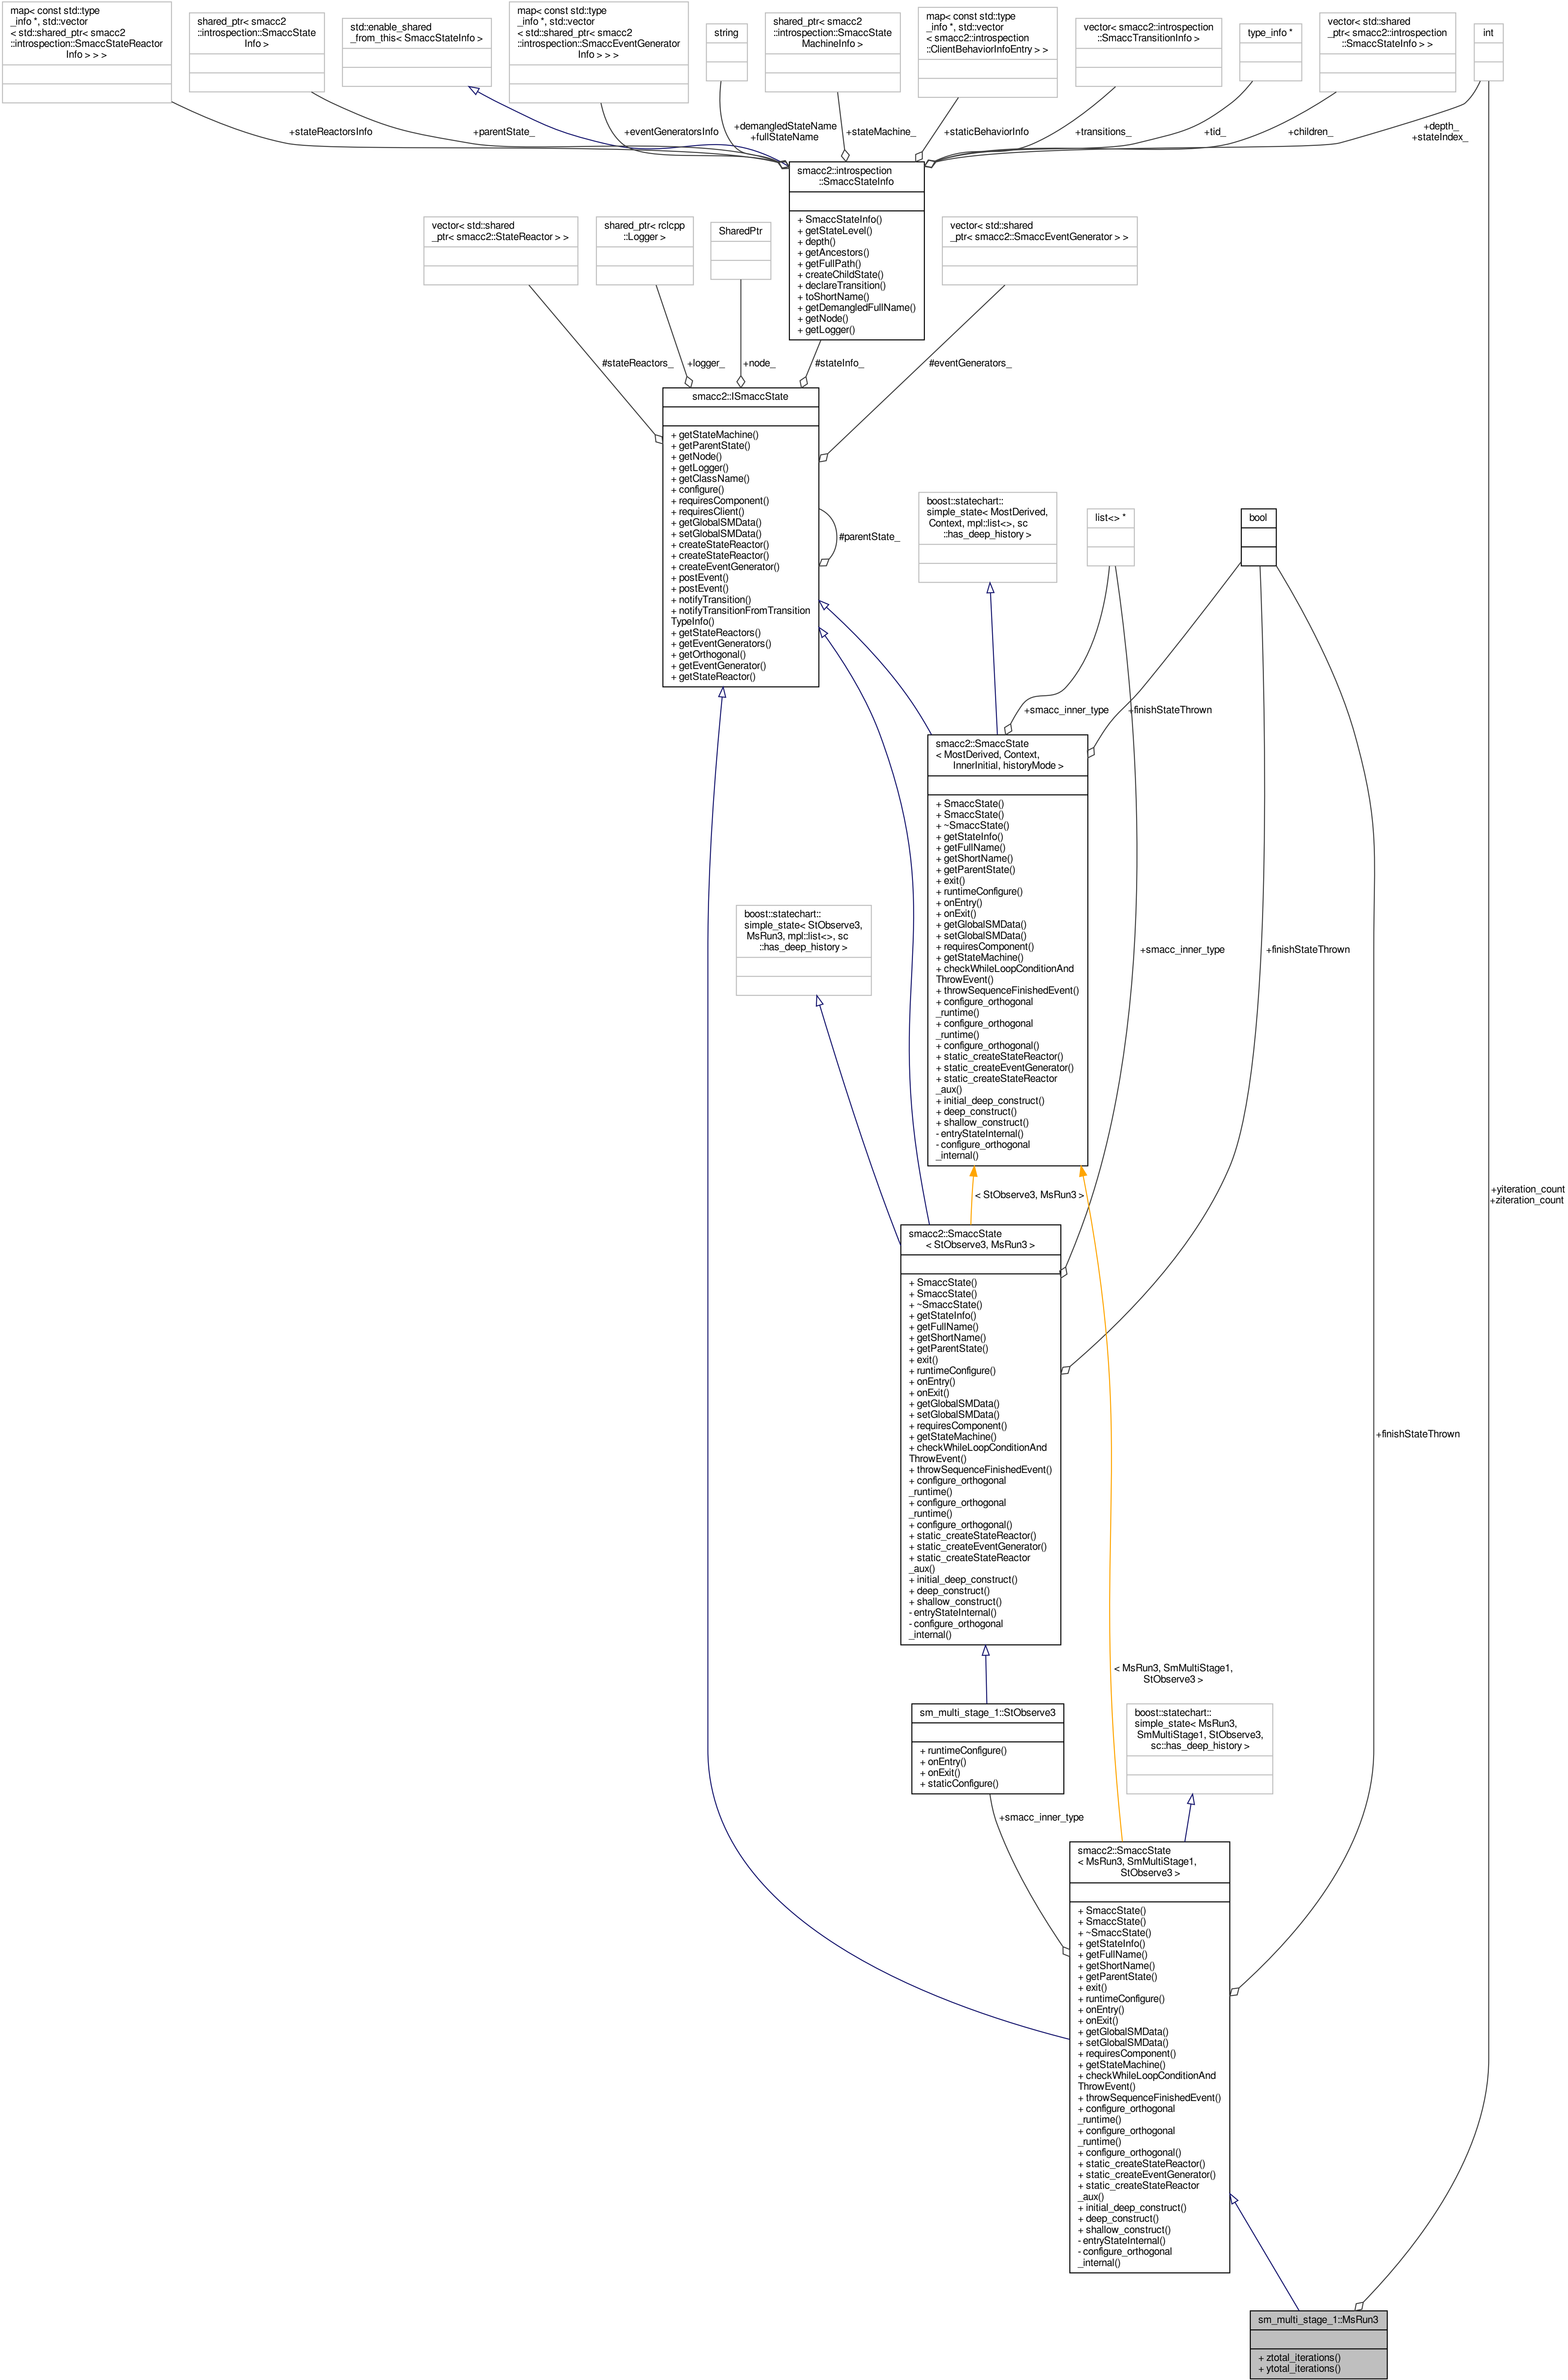 map< const std::type
_info *, std::vector
< std::shared_ptr< smacc2
::introspection::SmaccStateReactor
Info > > >
shared_ptr< smacc2
::introspection::SmaccState
Info >
std::enable_shared
_from_this< SmaccStateInfo >
map< const std::type
_info *, std::vector
< std::shared_ptr< smacc2
::introspection::SmaccEventGenerator
Info > > >
string
shared_ptr< smacc2
::introspection::SmaccState
MachineInfo >
map< const std::type
_info *, std::vector
< smacc2::introspection
::ClientBehaviorInfoEntry > >
vector< smacc2::introspection
::SmaccTransitionInfo >
type_info *
vector< std::shared
_ptr< smacc2::introspection
::SmaccStateInfo > >
int
+stateReactorsInfo
+parentState_
+eventGeneratorsInfo
+demangledStateName
+fullStateName
+stateMachine_
+staticBehaviorInfo
+transitions_
+tid_
+children_
+depth_
+stateIndex_
smacc2::introspection
::SmaccStateInfo
+ SmaccStateInfo()
+ getStateLevel()
+ depth()
+ getAncestors()
+ getFullPath()
+ createChildState()
+ declareTransition()
+ toShortName()
+ getDemangledFullName()
+ getNode()
+ getLogger()
vector< std::shared
_ptr< smacc2::StateReactor > >
shared_ptr< rclcpp
::Logger >
SharedPtr
vector< std::shared
_ptr< smacc2::SmaccEventGenerator > >
#stateReactors_
+logger_
+node_
#stateInfo_
#eventGenerators_
smacc2::ISmaccState
+ getStateMachine()
+ getParentState()
+ getNode()
+ getLogger()
+ getClassName()
+ configure()
+ requiresComponent()
+ requiresClient()
+ getGlobalSMData()
+ setGlobalSMData()
+ createStateReactor()
+ createStateReactor()
+ createEventGenerator()
+ postEvent()
+ postEvent()
+ notifyTransition()
+ notifyTransitionFromTransition
TypeInfo()
+ getStateReactors()
+ getEventGenerators()
+ getOrthogonal()
+ getEventGenerator()
+ getStateReactor()
#parentState_
boost::statechart::
simple_state< MostDerived,
Context, mpl::list<>, sc
::has_deep_history >
list<> *
bool
+smacc_inner_type
+finishStateThrown
smacc2::SmaccState
< MostDerived, Context,
InnerInitial, historyMode >
+ SmaccState()
+ SmaccState()
+ ~SmaccState()
+ getStateInfo()
+ getFullName()
+ getShortName()
+ getParentState()
+ exit()
+ runtimeConfigure()
+ onEntry()
+ onExit()
+ getGlobalSMData()
+ setGlobalSMData()
+ requiresComponent()
+ getStateMachine()
+ checkWhileLoopConditionAnd
ThrowEvent()
+ throwSequenceFinishedEvent()
+ configure_orthogonal
_runtime()
+ configure_orthogonal
_runtime()
+ configure_orthogonal()
+ static_createStateReactor()
+ static_createEventGenerator()
+ static_createStateReactor
_aux()
+ initial_deep_construct()
+ deep_construct()
+ shallow_construct()
- entryStateInternal()
- configure_orthogonal
_internal()
boost::statechart::
simple_state< StObserve3,
MsRun3, mpl::list<>, sc
::has_deep_history >
+smacc_inner_type
+finishStateThrown
< StObserve3, MsRun3 >
+yiteration_count
+ziteration_count
smacc2::SmaccState
< StObserve3, MsRun3 >
+ SmaccState()
+ SmaccState()
+ ~SmaccState()
+ getStateInfo()
+ getFullName()
+ getShortName()
+ getParentState()
+ exit()
+ runtimeConfigure()
+ onEntry()
+ onExit()
+ getGlobalSMData()
+ setGlobalSMData()
+ requiresComponent()
+ getStateMachine()
+ checkWhileLoopConditionAnd
ThrowEvent()
+ throwSequenceFinishedEvent()
+ configure_orthogonal
_runtime()
+ configure_orthogonal
_runtime()
+ configure_orthogonal()
+ static_createStateReactor()
+ static_createEventGenerator()
+ static_createStateReactor
_aux()
+ initial_deep_construct()
+ deep_construct()
+ shallow_construct()
- entryStateInternal()
- configure_orthogonal
_internal()
+finishStateThrown
< MsRun3, SmMultiStage1,
StObserve3 >
sm_multi_stage_1::StObserve3
+ runtimeConfigure()
+ onEntry()
+ onExit()
+ staticConfigure()
boost::statechart::
simple_state< MsRun3,
SmMultiStage1, StObserve3,
sc::has_deep_history >
+smacc_inner_type
smacc2::SmaccState
< MsRun3, SmMultiStage1,
StObserve3 >
+ SmaccState()
+ SmaccState()
+ ~SmaccState()
+ getStateInfo()
+ getFullName()
+ getShortName()
+ getParentState()
+ exit()
+ runtimeConfigure()
+ onEntry()
+ onExit()
+ getGlobalSMData()
+ setGlobalSMData()
+ requiresComponent()
+ getStateMachine()
+ checkWhileLoopConditionAnd
ThrowEvent()
+ throwSequenceFinishedEvent()
+ configure_orthogonal
_runtime()
+ configure_orthogonal
_runtime()
+ configure_orthogonal()
+ static_createStateReactor()
+ static_createEventGenerator()
+ static_createStateReactor
_aux()
+ initial_deep_construct()
+ deep_construct()
+ shallow_construct()
- entryStateInternal()
- configure_orthogonal
_internal()
sm_multi_stage_1::MsRun3
+ ztotal_iterations()
+ ytotal_iterations()